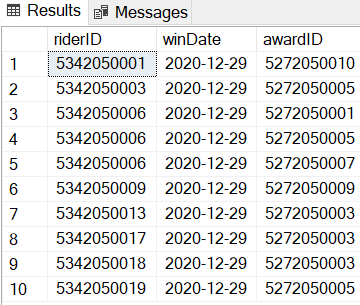 Results Messages
riderID winDate awardID
1 5342050001 2020-12-29 5272050010
2 5342050003 2020-12-29 5272050005
3 5342050006 2020-12-29 5272050001
4 5342050006 2020-12-29 5272050005
5 5342050006 2020-12-29 5272050007
6 5342050009 2020-12-29 5272050009
7 5342050013 2020-12-29 5272050003
8 5342050017 2020-12-29 5272050003
9 5342050018 2020-12-29 5272050003
10 5342050019 2020-12-29 5272050005